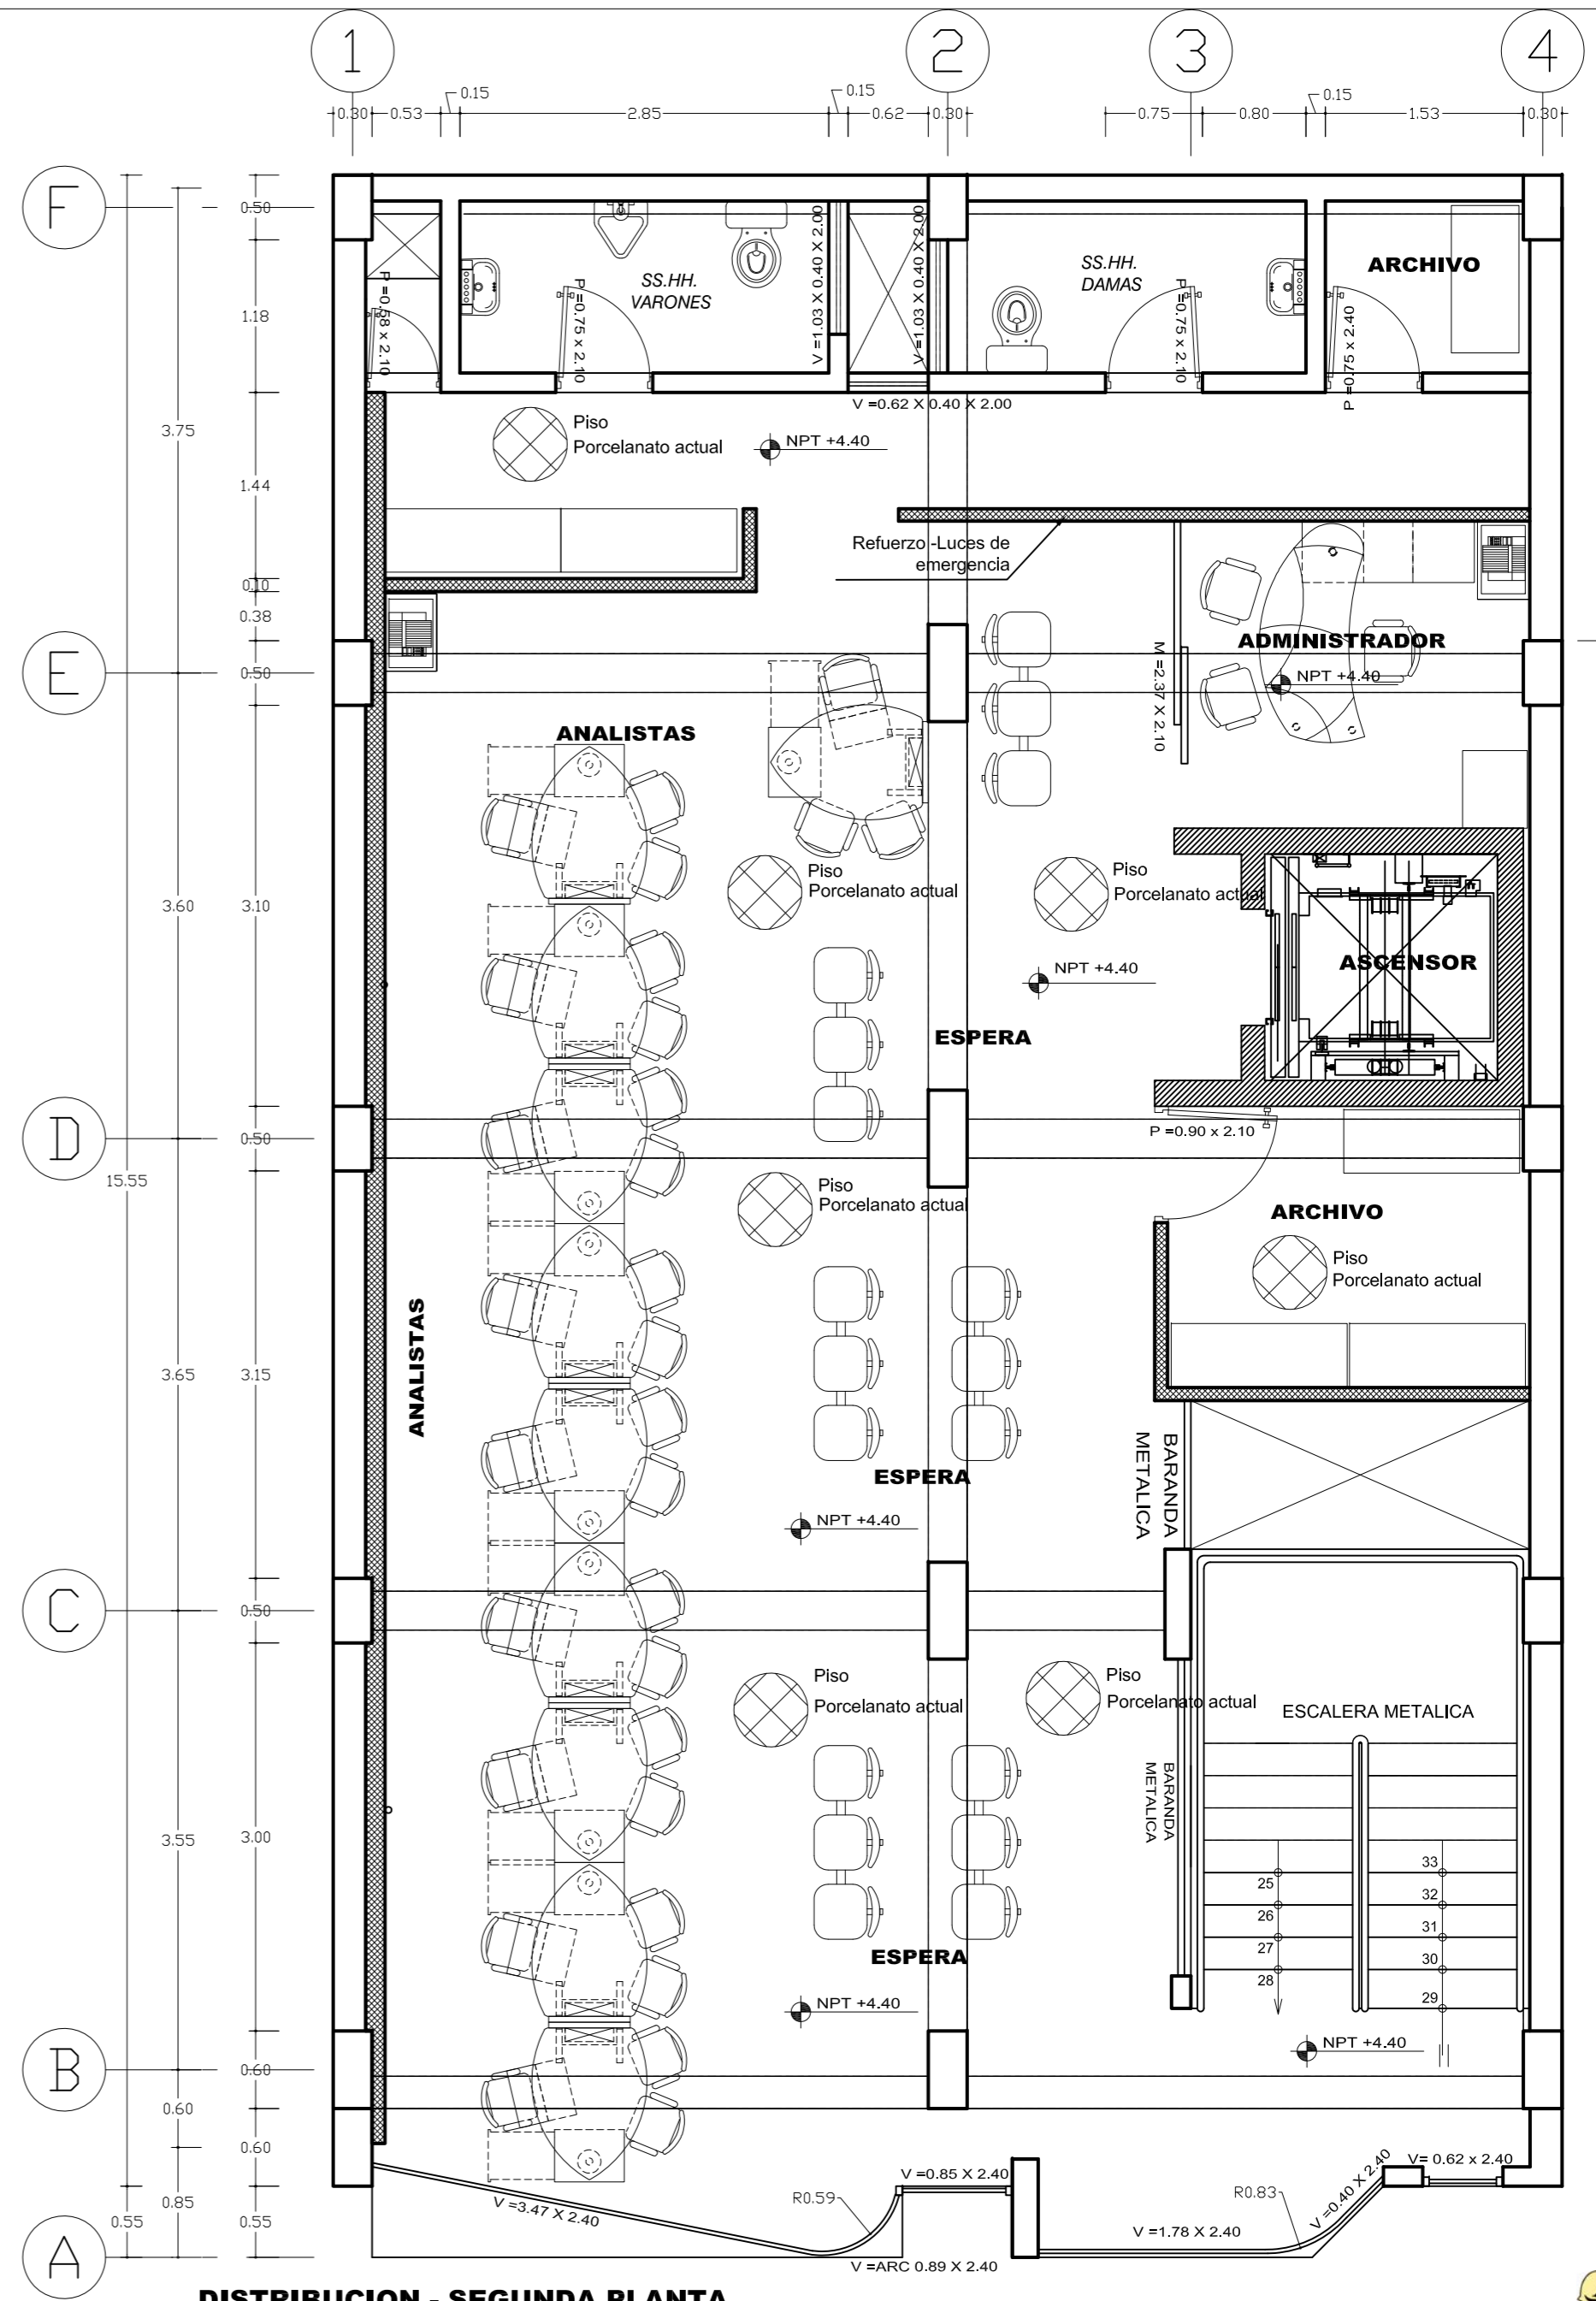 1
2
3
4
0.15
0.15
0.15
0.30
0.53
2.85
0.62
0.30
0.75
0.80
1.53
0.30
F
0.50
1.18
3.75
1.44
0.10
0.38
E
0.50
3.60
3.10
D
0.50
15.55
3.65
3.15
C
0.50
3.55
3.00
B
0.60
0.60
0.60
0.85
0.55
0.55
A
P =0.58 x 2.10
SS.HH.
VARONES
P =0.75 x 2.10
V =1.03 X 0.40 X 2.00
V =1.03 X 0.40 X 2.00
SS.HH.
DAMAS
P =0.75 x 2.10
ARCHIVO
P =0.75 x 2.40
V =0.62 X 0.40 X 2.00
Piso
Porcelanato actual
NPT +4.40
Refuerzo -Luces de
emergencia
M =2.37 X 2.10
ADMINISTRADOR
NPT +4.40
ANALISTAS
Piso
Porcelanato actual
Piso
Porcelanato actual
NPT +4.40
ASCENSOR
ESPERA
P =0.90 x 2.10
Piso
Porcelanato actual
ARCHIVO
Piso
Porcelanato actual
ANALISTAS
BARANDA
METALICA
ESPERA
NPT +4.40
Piso
Porcelanato actual
Piso
Porcelanato actual
ESCALERA METALICA
BARANDA
METALICA
33
25
32
26
31
27
30
28
29
ESPERA
NPT +4.40
NPT +4.40
V =3.47 X 2.40
R0.59
V =0.85 X 2.40
V =ARC 0.89 X 2.40
V =1.78 X 2.40
R0.83
V =0.40 X 2.40
V= 0.62 x 2.40
DISTRIBUCION - SEGUNDA PLANTA